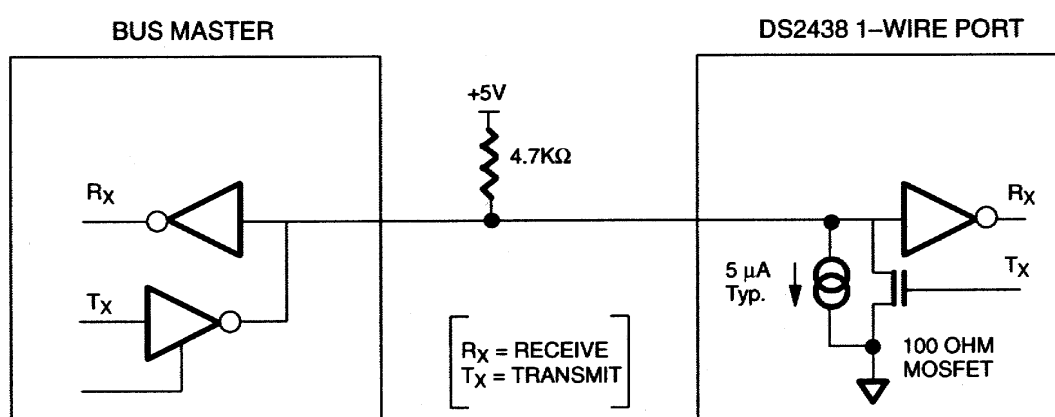 BUS MASTER
DS2438 1–WIRE PORT
+5V
4.7KΩ
RX
TX
RX
TX
5 µA
Typ.
100 OHM
MOSFET
RX = RECEIVE
TX = TRANSMIT